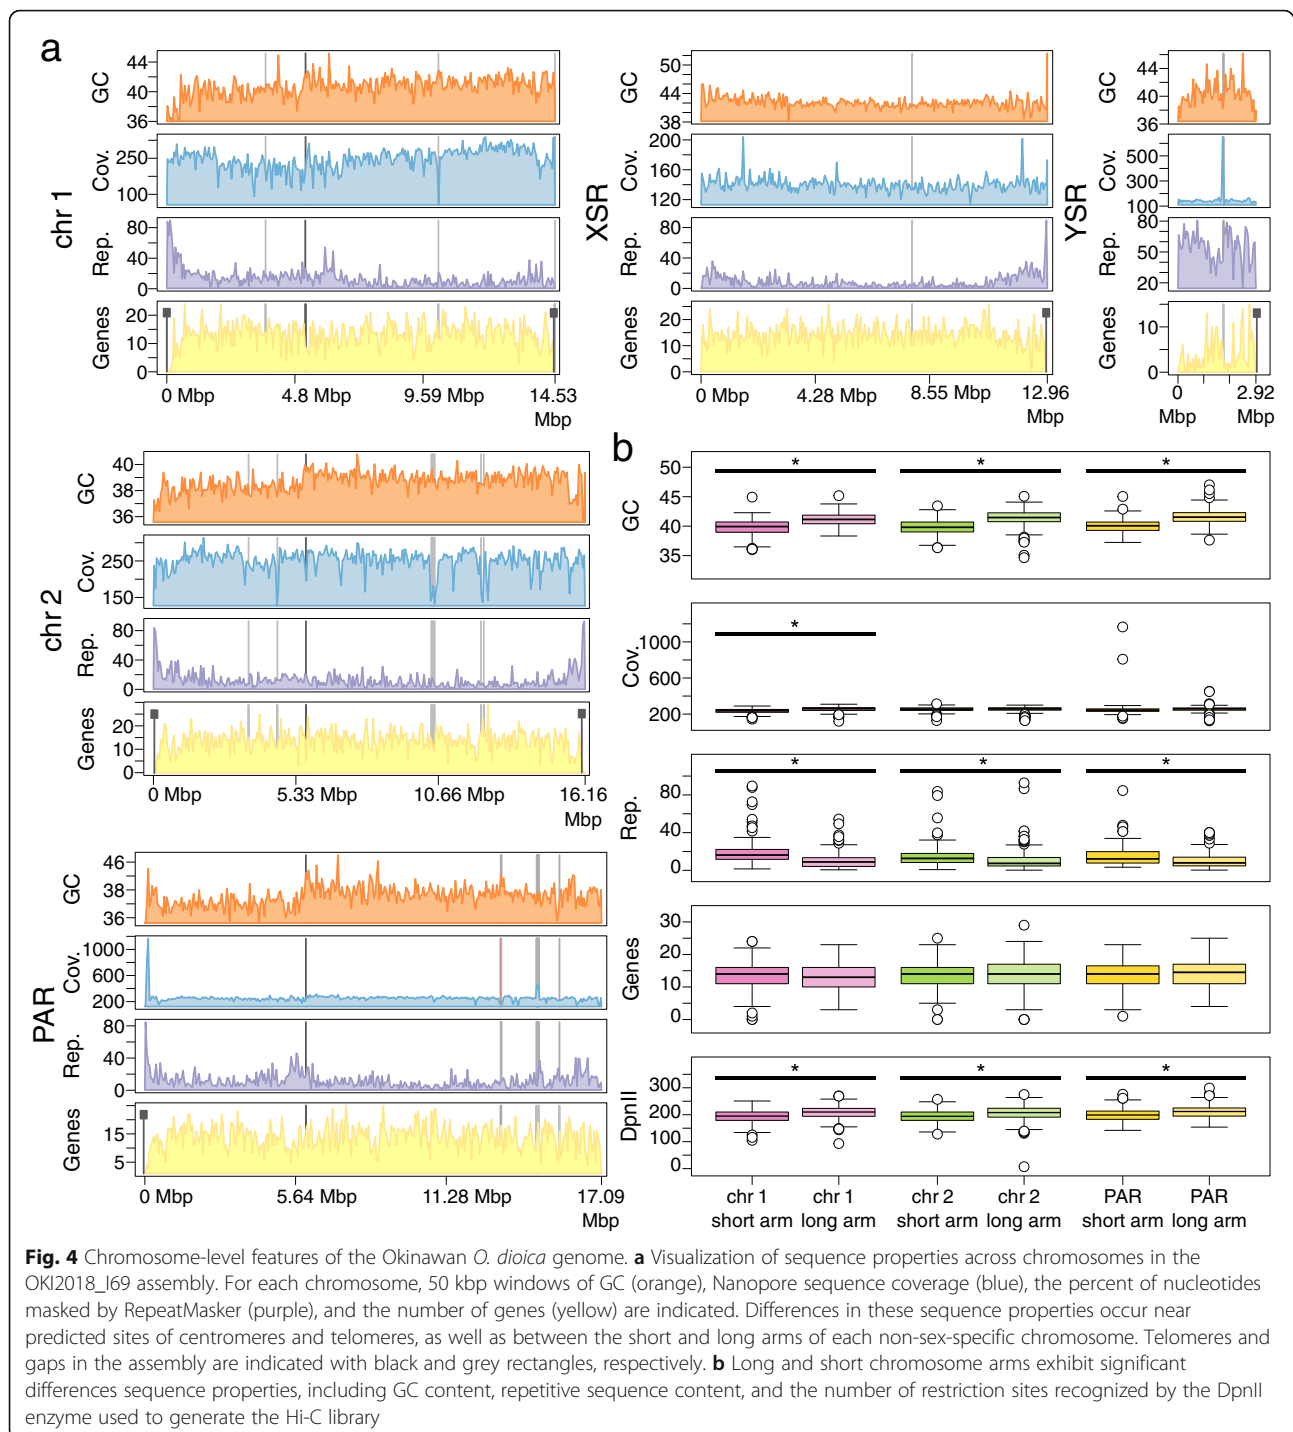 a
chr 1
GC
44
40
36
Cov.
250
100
Rep.
80
40
0
Genes
20
10
0
0 Mbp 4.8 Mbp 9.59 Mbp 14.53
Mbp
XSR
GC
50
44
38
Cov.
200
160
120
Rep.
80
40
0
Genes
20
10
0
0 Mbp 4.28 Mbp 8.55 Mbp 12.96
Mbp
YSR
GC
44
40
36
Cov.
500
300
100
Rep.
80
50
20
Genes
10
0
0 2.92
Mbp Mbp
chr 2
GC
40
38
36
Cov.
250
150
Rep.
80
40
0
Genes
20
10
0
0 Mbp 5.33 Mbp 10.66 Mbp 16.16
Mbp
PAR
GC
46
38
36
Cov.
1000
600
200
Rep.
80
40
0
Genes
15
5
0 Mbp 5.64 Mbp 11.28 Mbp 17.09
Mbp
b
GC
50
45
40
35
* * *
Cov.
1000
600
200
*
Rep.
80
40
0
* * *
Genes
30
20
10
0
DpnII
300
200
100
0
* * *
chr 1 chr 1 chr 2 chr 2 PAR PAR
short arm long arm short arm long arm short arm long arm
Fig. 4 Chromosome-level features of the Okinawan O. dioica genome. a Visualization of sequence properties across chromosomes in the
OKI2018_I69 assembly. For each chromosome, 50 kbp windows of GC (orange), Nanopore sequence coverage (blue), the percent of nucleotides
masked by RepeatMasker (purple), and the number of genes (yellow) are indicated. Differences in these sequence properties occur near
predicted sites of centromeres and telomeres, as well as between the short and long arms of each non-sex-specific chromosome. Telomeres and
gaps in the assembly are indicated with black and grey rectangles, respectively. b Long and short chromosome arms exhibit significant
differences sequence properties, including GC content, repetitive sequence content, and the number of restriction sites recognized by the DpnII
enzyme used to generate the Hi-C library